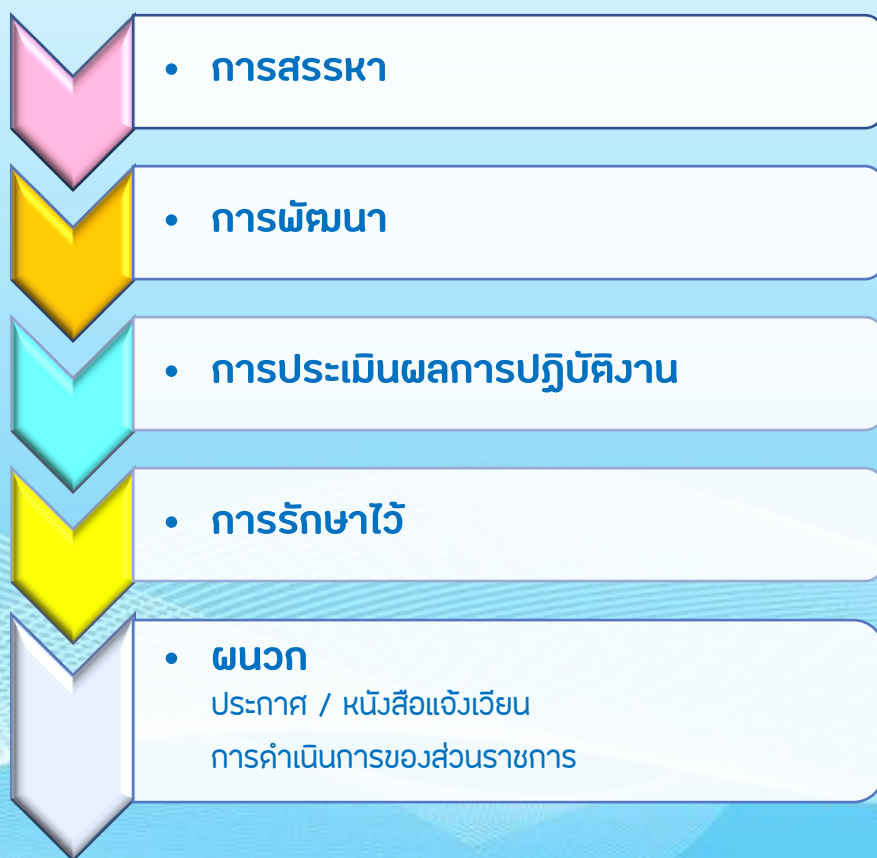 • การสรรหา
• การพัฒนา
• การประเมินผลการปฏิบัติงาน
• การรักษาไว้
• ผนวก
ประกาศ / หนังสือแจ้งเวียน
การดำเนินการของส่วนราชการ